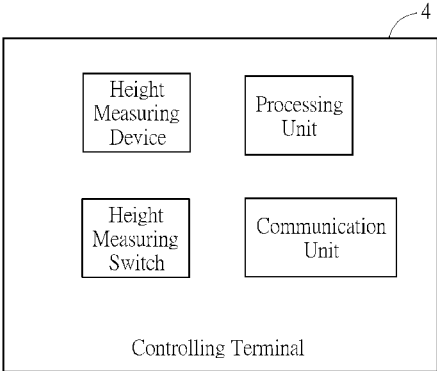 4
Height
Measuring
Device
Processing
Unit
Height
Measuring
Switch
Communication
Unit
Controlling Terminal